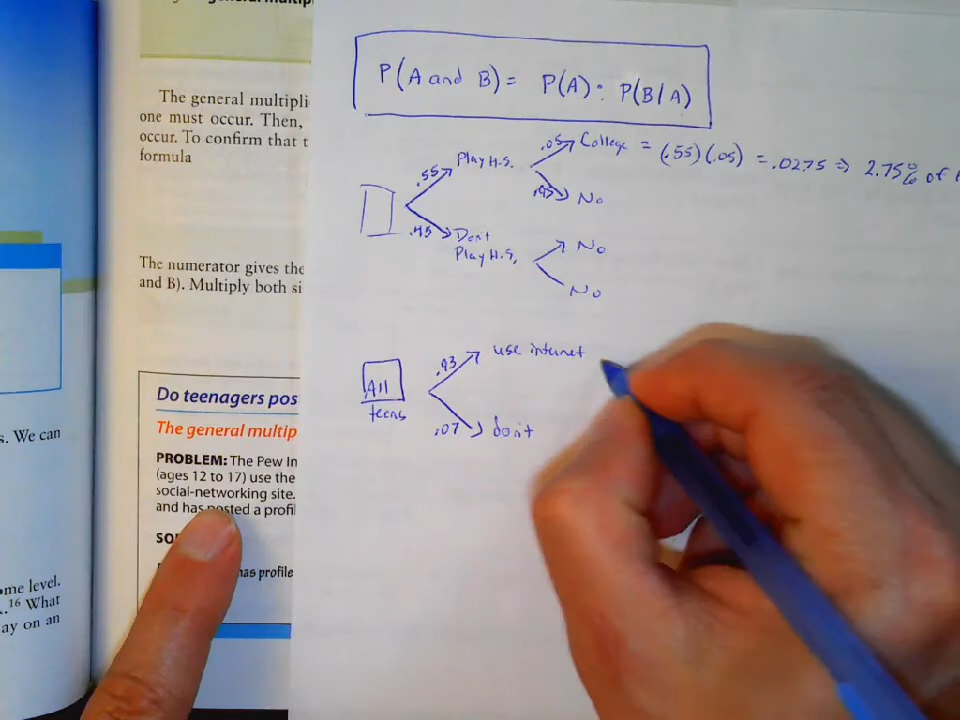 The general multipli
one must occur. Then,
occur. To confirm that t
formula
The numerator gives the
and B). Multiply both si
s. We can
ome level.
.16 What
ay on an
Do teenagers pos
The general multip
PROBLEM: The Pew In
(ages 12 to 17) use the
social-networking site.
and has posted a profil
SO
has profile
P(A and B) = P(A) · P(B/A)
.55 Play H.S. .05 College = (.55)(.05) = .0275 ⇒ 2.75% of
.95 No
.45 Don't
Play H.S. No
No
All
teens
.93 use internet
.07 don't